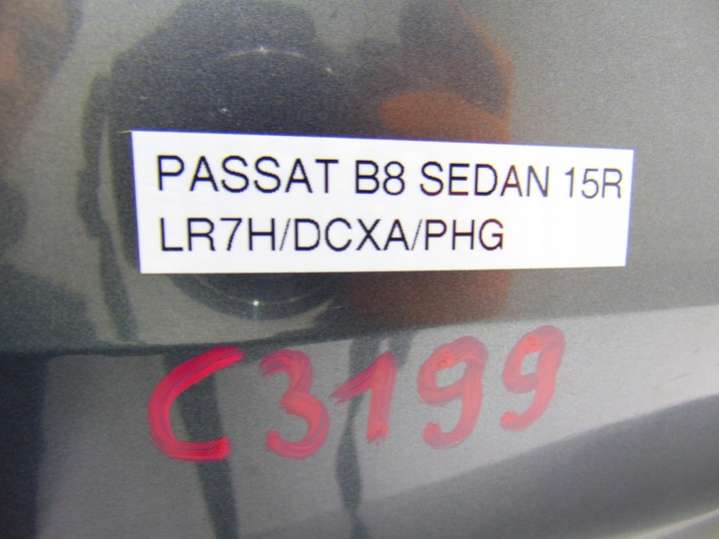 PASSAT B8 SEDAN 15R
LR7H/DCXA/PHG
C3199